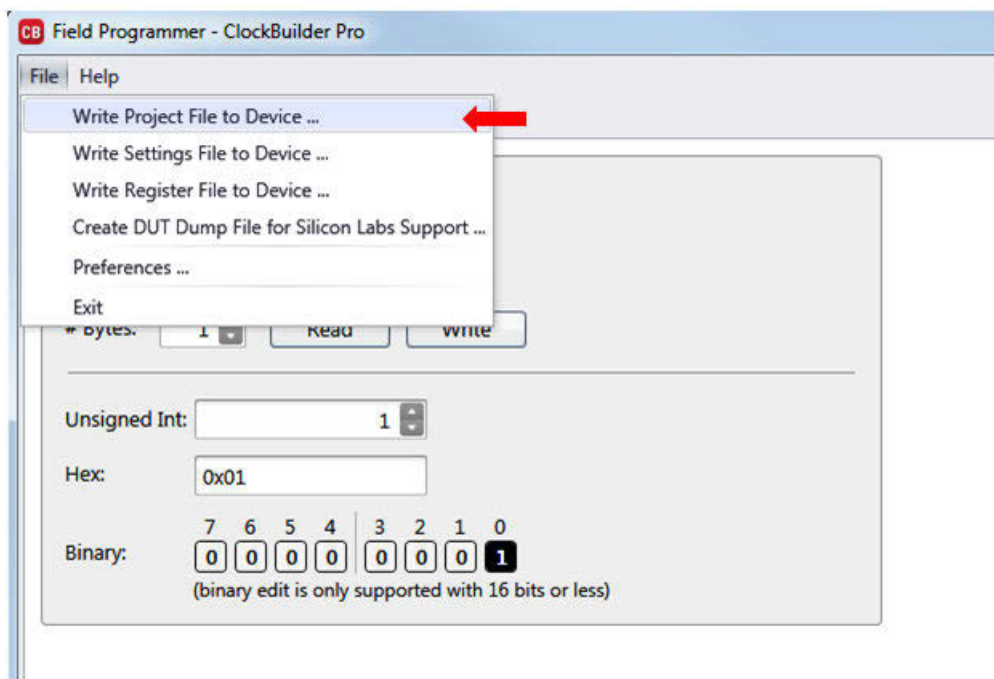 CB Field Programmer - ClockBuilder Pro
File Help
Write Project File to Device ...
Write Settings File to Device ...
Write Register File to Device ...
Create DUT Dump File for Silicon Labs Support ...
Preferences ...
Exit
# Bytes: 1 Read Write
Unsigned Int: 1
Hex: 0x01
7 6 5 4 3 2 1 0
Binary: 0 0 0 0 0 0 0 1
(binary edit is only supported with 16 bits or less)